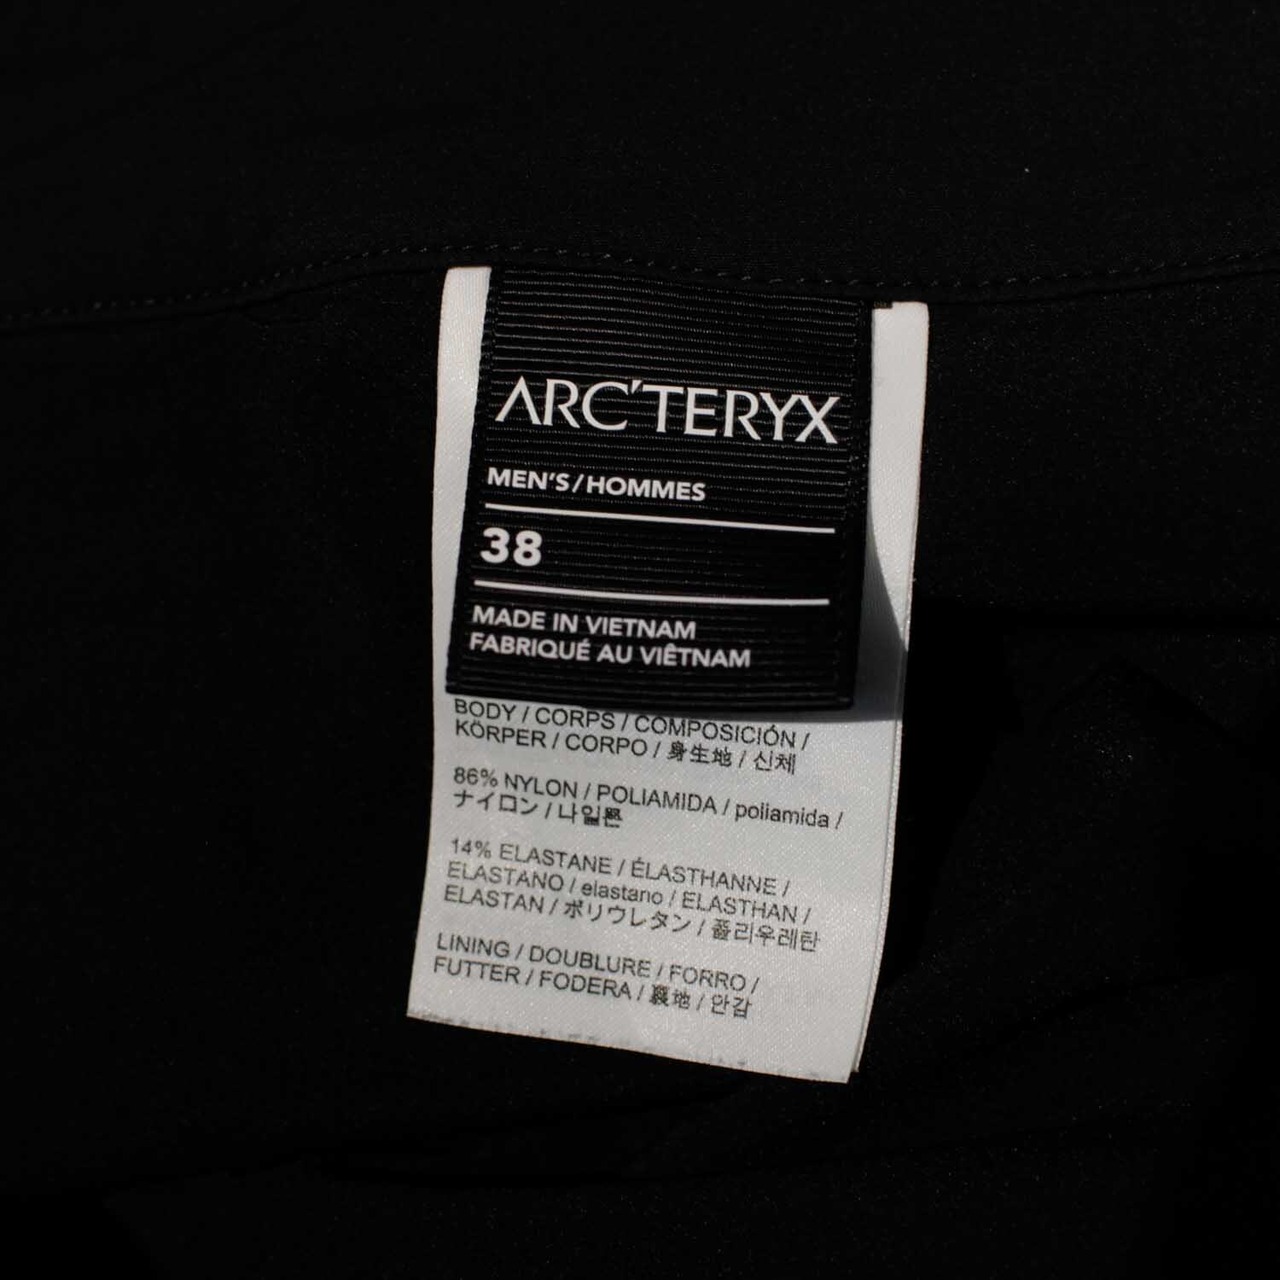 ARC'TERYX
MEN'S/HOMMES
38
MADE IN VIETNAM
FABRIQUÉ AU VIÊTNAM
BODY / CORPS / COMPOSICIÓN /
KÖRPER / CORPO / 身生地 / 신체
86% NYLON / POLIAMIDA / poliamida /
ナイロン / 나일론
14% ELASTANE / ÉLASTHANNE /
ELASTANO / elastano / ELASTHAN /
ELASTAN / ポリウレタン / 폴리우레탄
LINING / DOUBLURE / FORRO /
FUTTER / FODERA / 裏地 / 안감